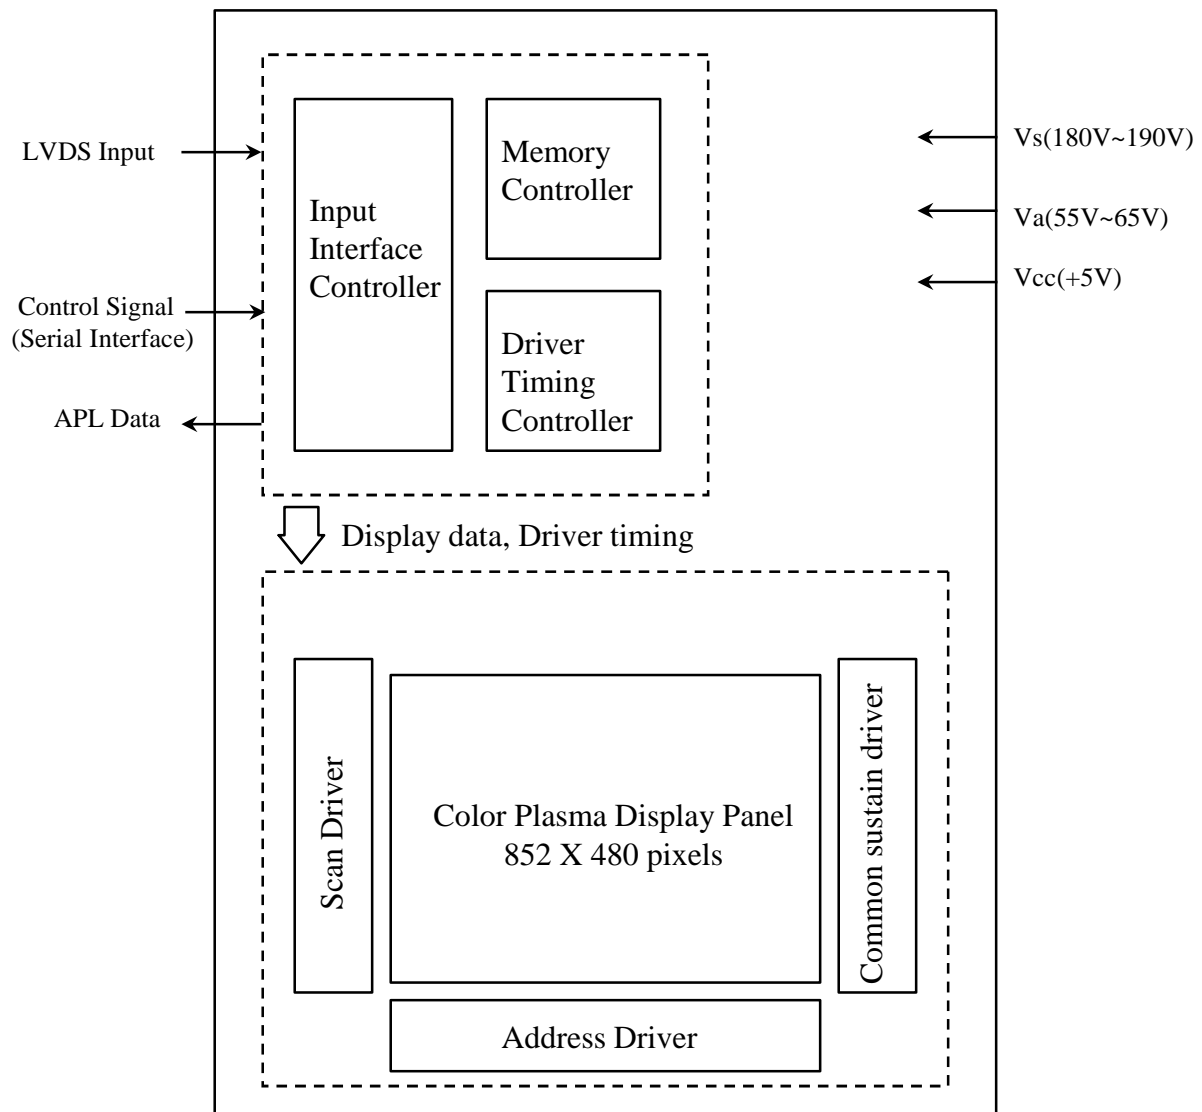 LVDS Input
Control Signal
(Serial Interface)
APL Data
Input
Interface
Controller
Memory
Controller
Driver
Timing
Controller
Vs(180V~190V)
Va(55V~65V)
Vcc(+5V)
Display data, Driver timing
Scan Driver
Color Plasma Display Panel
852 X 480 pixels
Common sustain driver
Address Driver